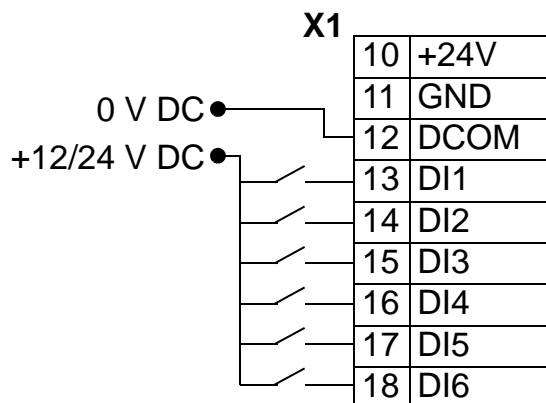 X1
10 +24V
11 GND
0 V DC
12 DCOM
+12/24 V DC
13 DI1
14 DI2
15 DI3
16 DI4
17 DI5
18 DI6